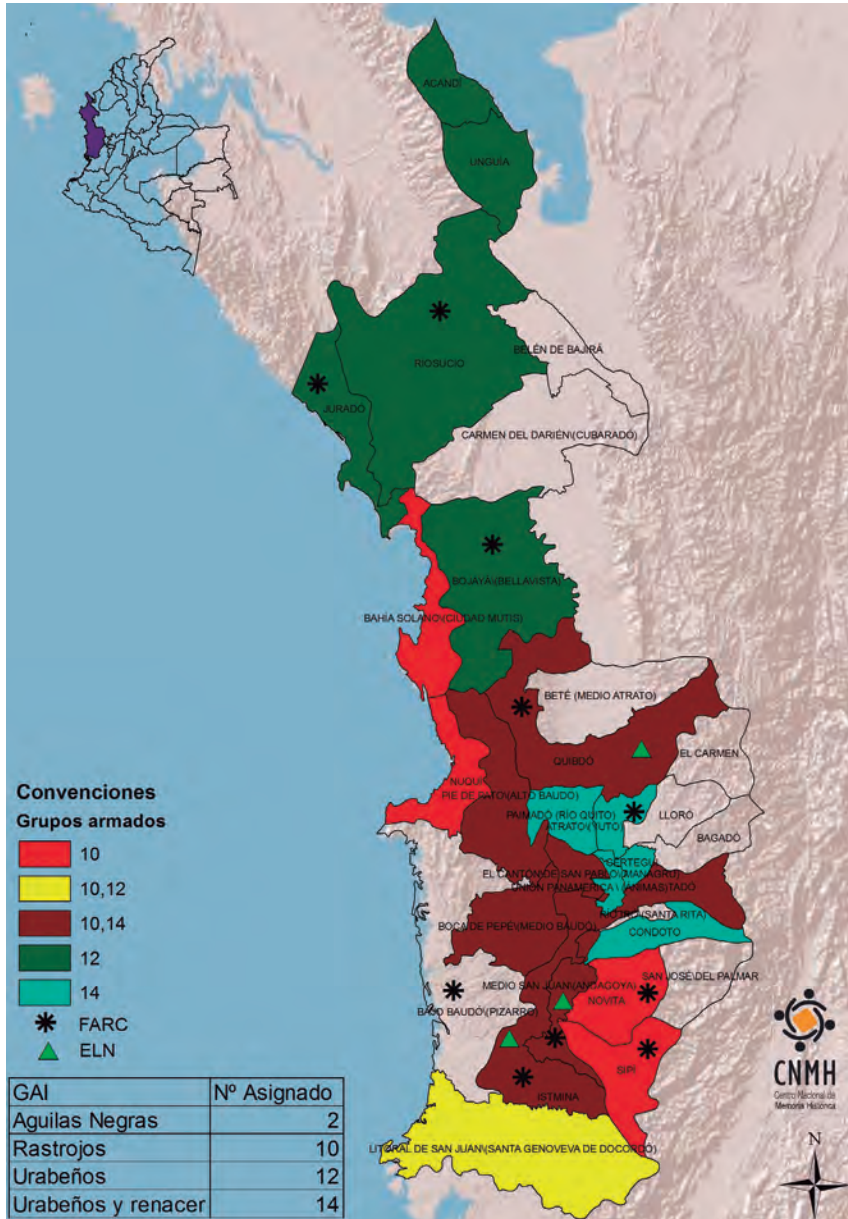 ACANDÍ
UNGUÍA
RIOSUCIO
BELÉN DE BAJIRÁ
JURADÓ
CARMEN DEL DARIÉN\(CUBARADÓ)
BOJAYÁ\(BELLAVISTA)
BAHÍA SOLANO\(CIUDAD MUTIS)
BETÉ (MEDIO ATRATO)
QUIBDÓ
EL CARMEN
NUQUÍ
PIE DE PATO\(ALTO BAUDÓ)
PAIMADÓ (RÍO QUITO)
ATRATO\(YUTO)
LLORÓ
BAGADÓ
CERTEGUI
EL CANTÓN DE SAN PABLO\(MANAGRÚ)
UNIÓN PANAMERICA\(ANIMAS)
TADÓ
(SANTA RITA)
BOCA DE PEPÉ\(MEDIO BAUDÓ)
CONDOTO
SAN JOSÉ\DEL PALMAR
MEDIO SAN JUAN\(ANDAGOYA)
NOVITA
BAJO BAUDÓ\(PIZARRO)
SIPÍ
ISTMINA
LITORAL DE SAN JUAN\(SANTA GENOVEVA DE DOCORDÓ)
Convenciones
Grupos armados
10
10,12
10,14
12
14
FARC
ELN
GAI Nº Asignado
Aguilas Negras 2
Rastrojos 10
Urabeños 12
Urabeños y renacer 14
CNMH
Centro Nacional de
Memoria Histórica
N